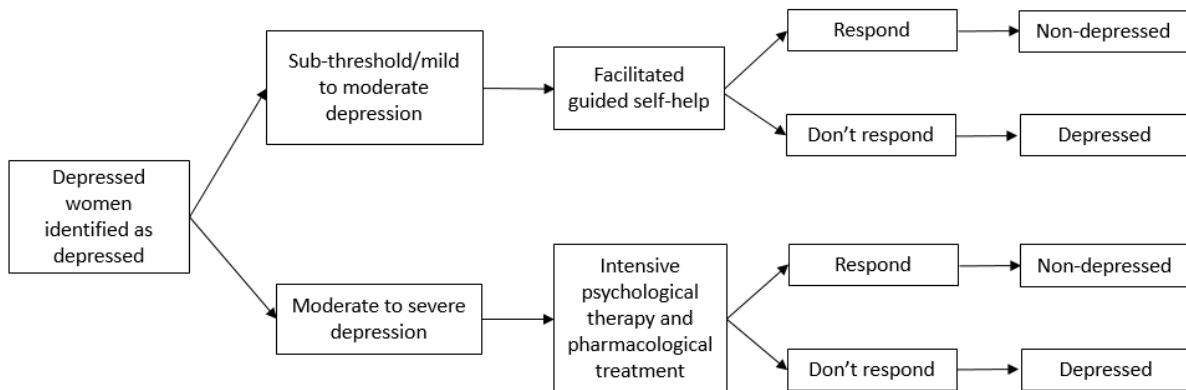 Depressed
women
identified as
depressed
Sub-threshold/mild
to moderate
depression
Facilitated
guided self-help
Respond
Non-depressed
Don't respond
Depressed
Moderate to severe
depression
Intensive
psychological
therapy and
pharmacological
treatment
Respond
Non-depressed
Don't respond
Depressed